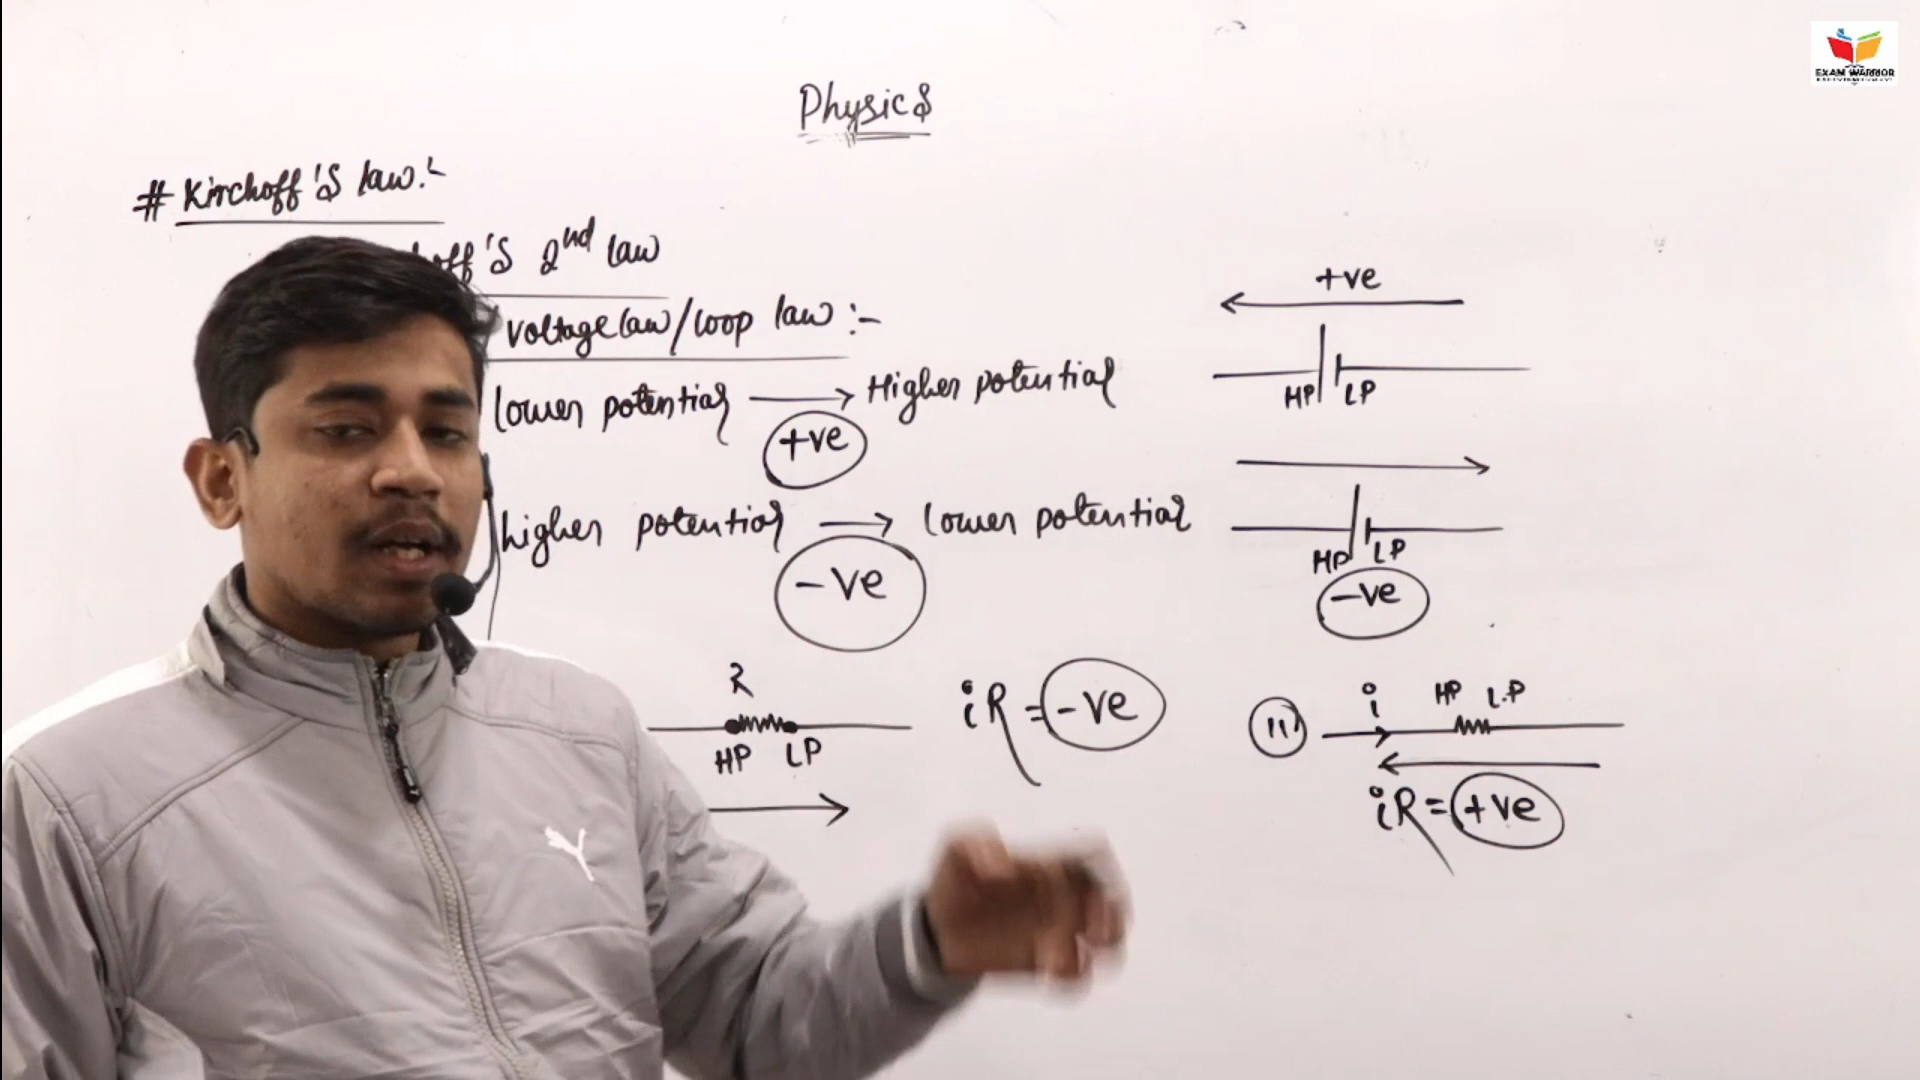 EXAM WARRIOR
Physics
# Kirchoff's law:-
off's 2nd law
voltage law/loop law :-
lower potential → Higher potential
+ve
higher potential → lower potential
-ve
+ve
HP LP
HP LP
-ve
R
HP LP
iR = -ve
II
i HP L.P
iR = +ve